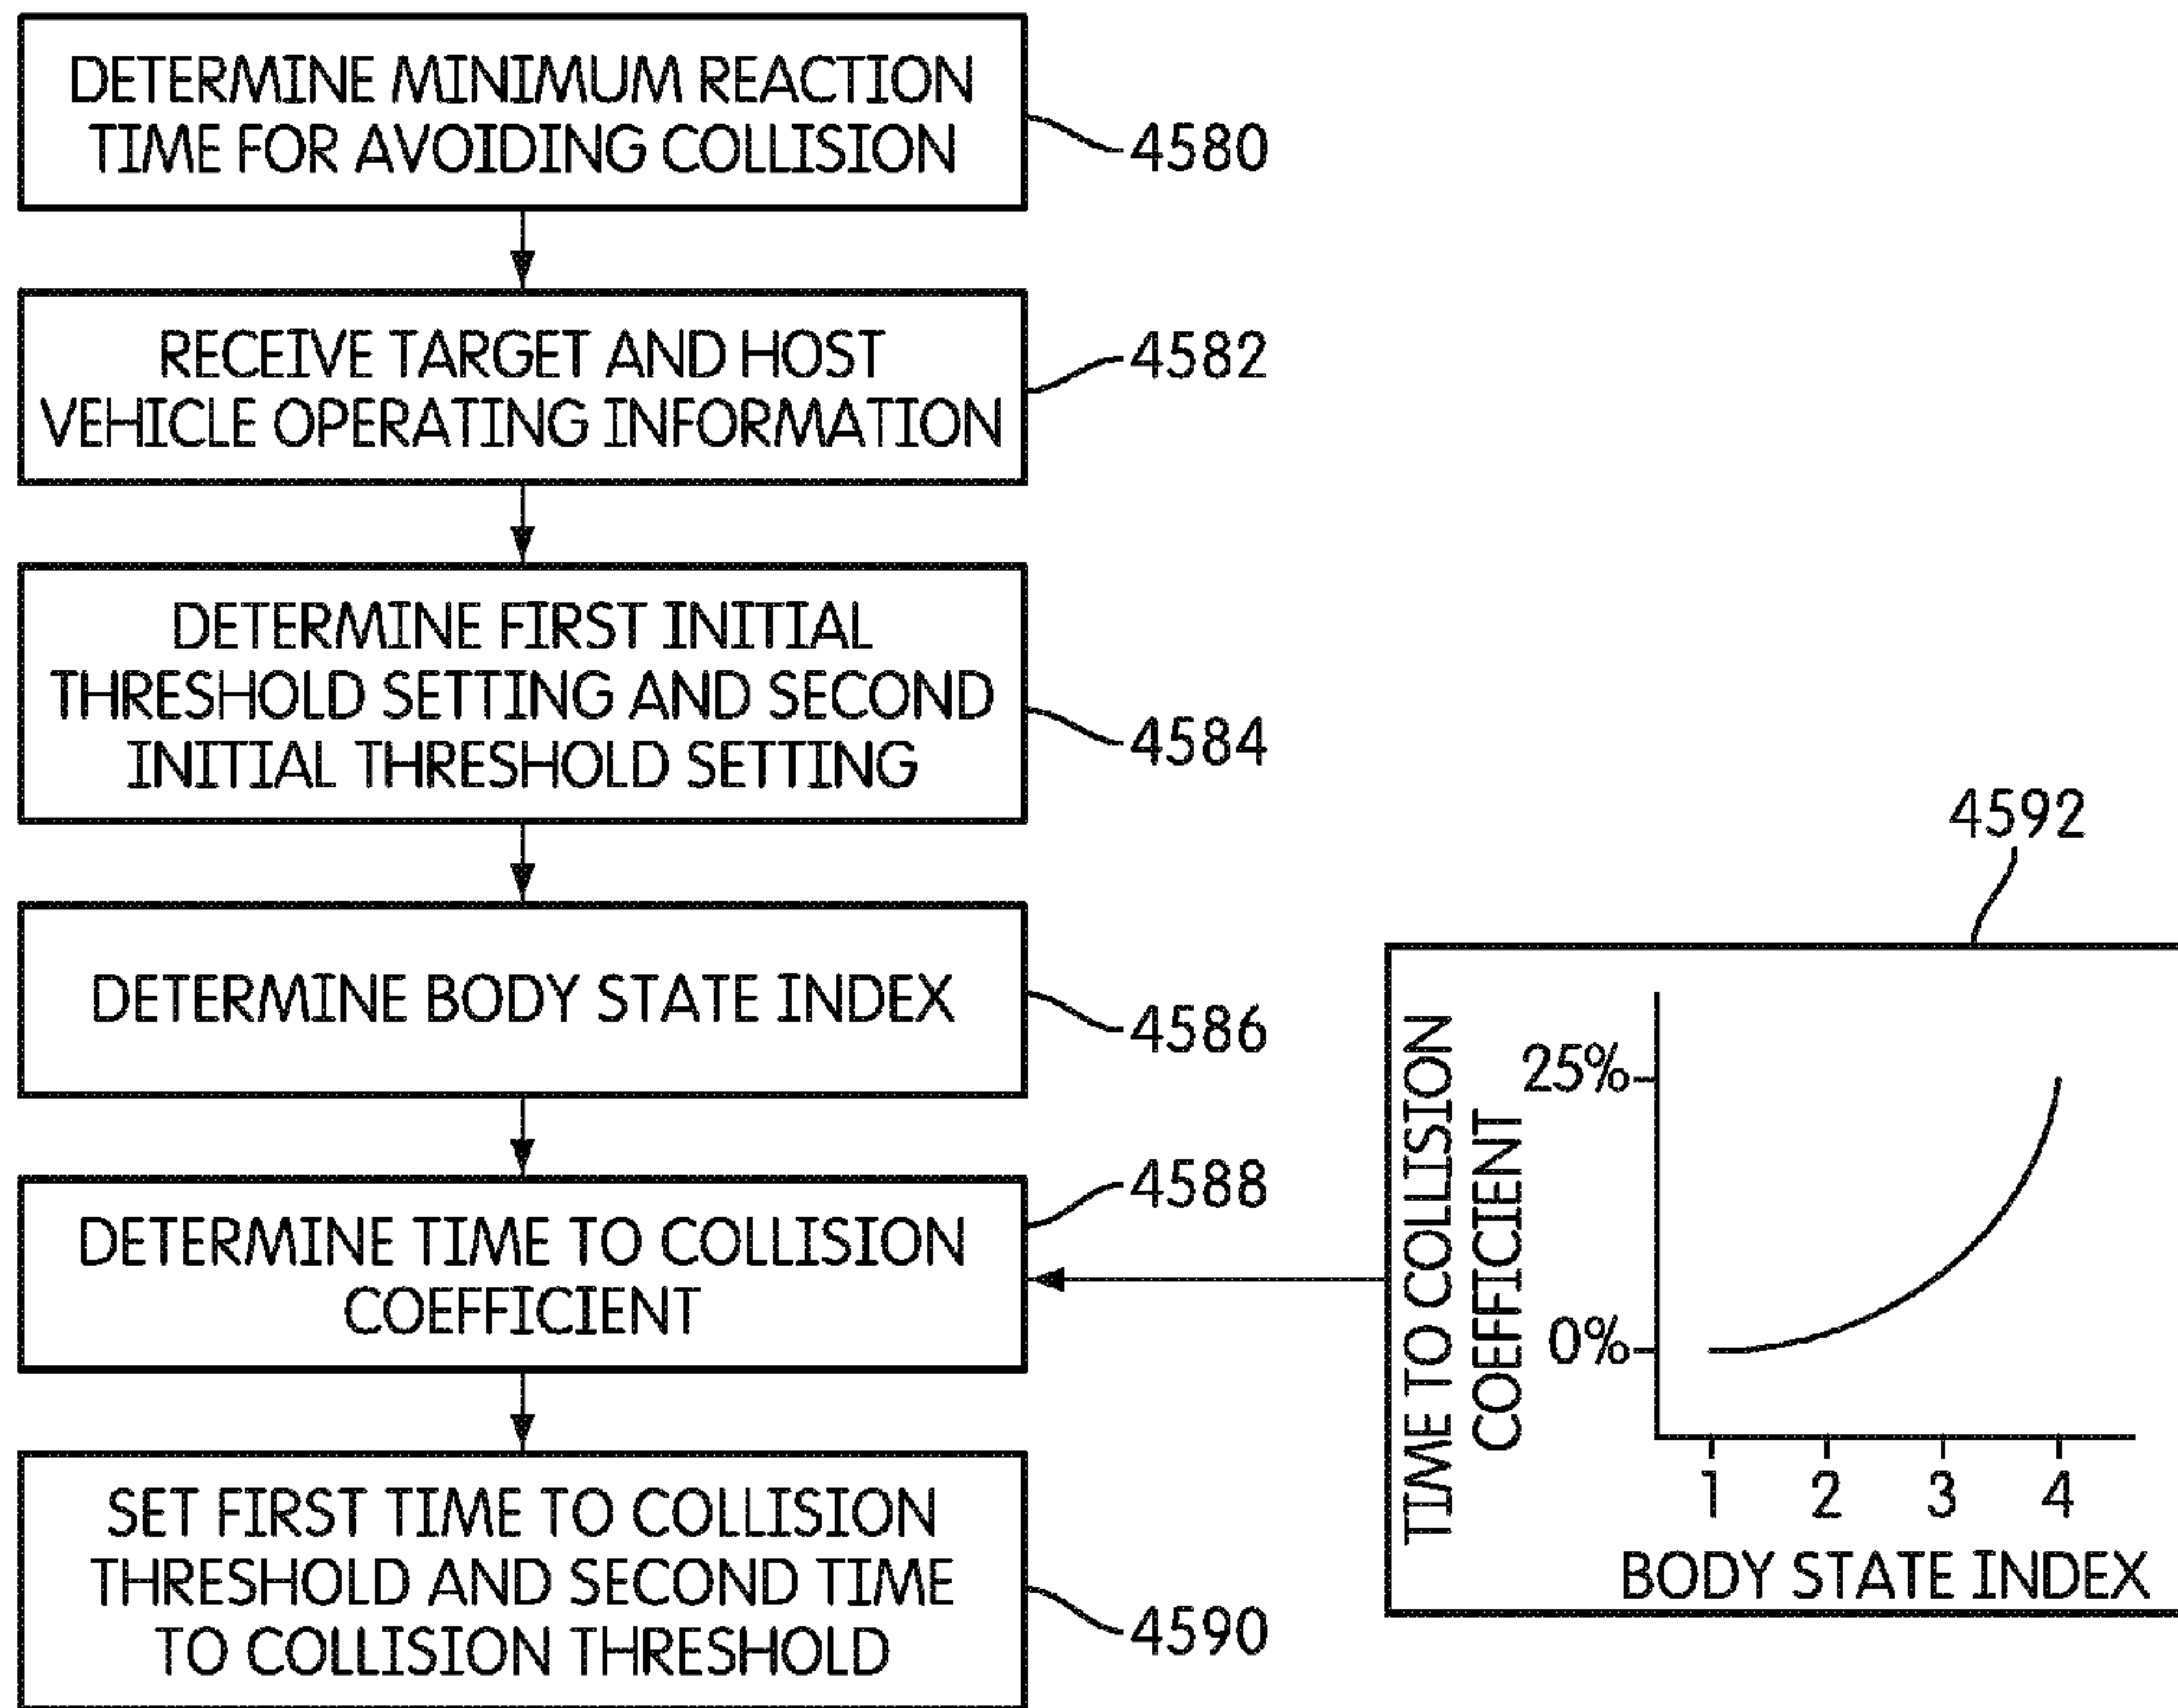 DETERMINE MINIMUM REACTION
TIME FOR AVOIDING COLLISION
4580
RECEIVE TARGET AND HOST
VEHICLE OPERATING INFORMATION
4582
DETERMINE FIRST INITIAL
THRESHOLD SETTING AND SECOND
INITIAL THRESHOLD SETTING
4584
DETERMINE BODY STATE INDEX
4586
DETERMINE TIME TO COLLISION
COEFFICIENT
4588
SET FIRST TIME TO COLLISION
THRESHOLD AND SECOND TIME
TO COLLISION THRESHOLD
4590
4592
TIME TO COLLISION
COEFFICIENT
25%
0%
1 2 3 4
BODY STATE INDEX